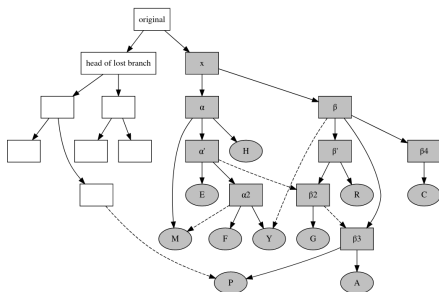 original
head of lost branch
x
α
β
α'
H
β'
β4
E
α2
β2
R
C
M
F
Y
G
β3
P
A